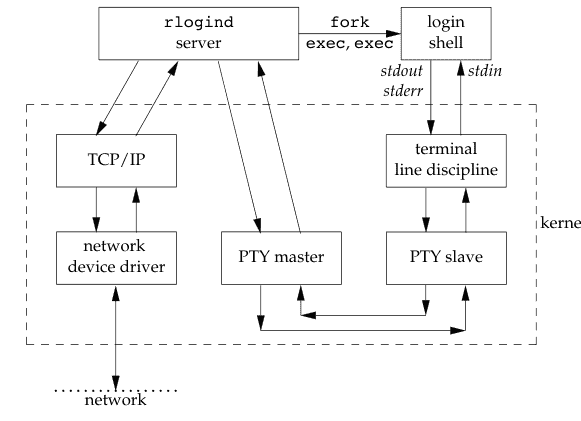 rlogind
server
fork
exec, exec
login
shell
stdout
stderr
stdin
TCP/IP
terminal
line discipline
kerne
network
device driver
PTY master
PTY slave
network